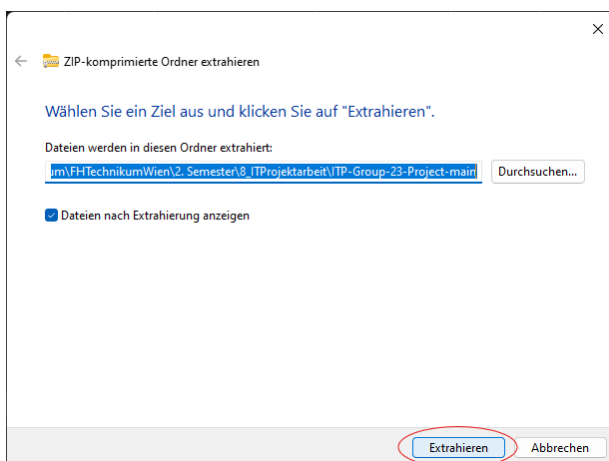 ZIP-komprimierte Ordner extrahieren
Wählen Sie ein Ziel aus und klicken Sie auf "Extrahieren".
Dateien werden in diesen Ordner extrahiert:
um\FHTechnikumWien\2. Semester\8_ITProjektarbeit\ITP-Group-23-Project-main Durchsuchen...
Dateien nach Extrahierung anzeigen
Extrahieren Abbrechen